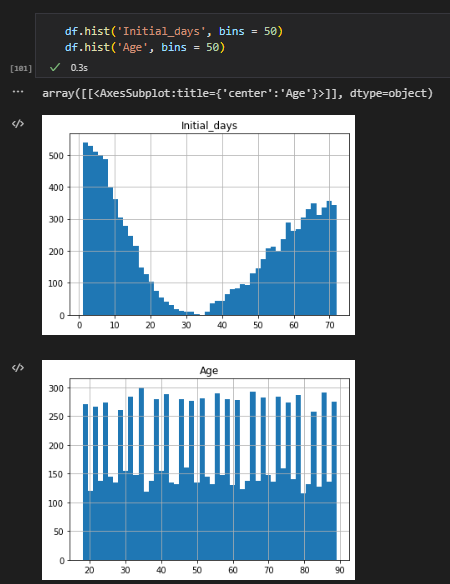 df.hist('Initial_days', bins = 50)
df.hist('Age', bins = 50)
[101]
0.3s
array([[<AxesSubplot:title={'center':'Age'}>]], dtype=object)
Initial_days
500
400
300
200
100
0
0 10 20 30 40 50 60 70
Age
300
250
200
150
100
50
0
20 30 40 50 60 70 80 90